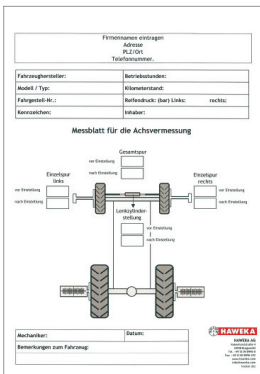 Firmennamen eintragen
Adresse
PLZ/Ort
Telefonnummer.
Fahrzeughersteller: Betriebsstunden:
Modell / Typ: Kilometerstand:
Fahrgestell-Nr.: Reifendruck: (bar) Links: rechts:
Kennzeichen: Inhaber:
Messblatt für die Achsvermessung
Gesamtspur
vor Einstellung
nach Einstellung
Einzelspur
links
vor Einstellung
nach Einstellung
Einzelspur
rechts
vor Einstellung
nach Einstellung
Lenkzylinder-
stellung
vor Einstellung
nach Einstellung
Mechaniker: Datum:
Bemerkungen zum Fahrzeug:
HAWEKA
HAWEKA AG